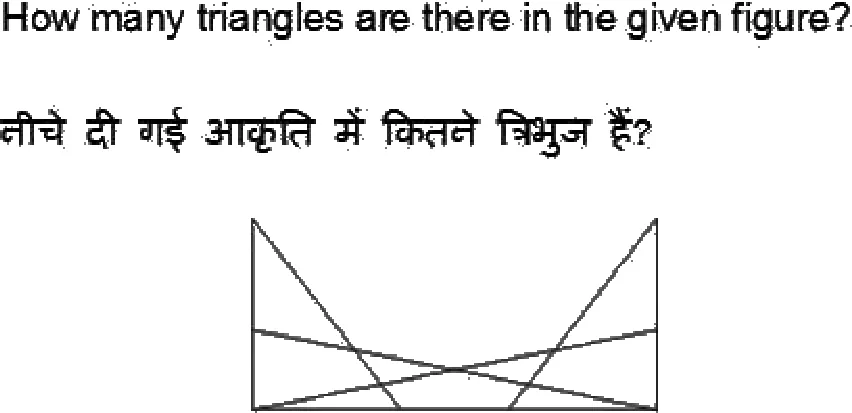 How many triangles are there in the given figure?
नीचे दी गई आकृति में कितने त्रिभुज हैं?